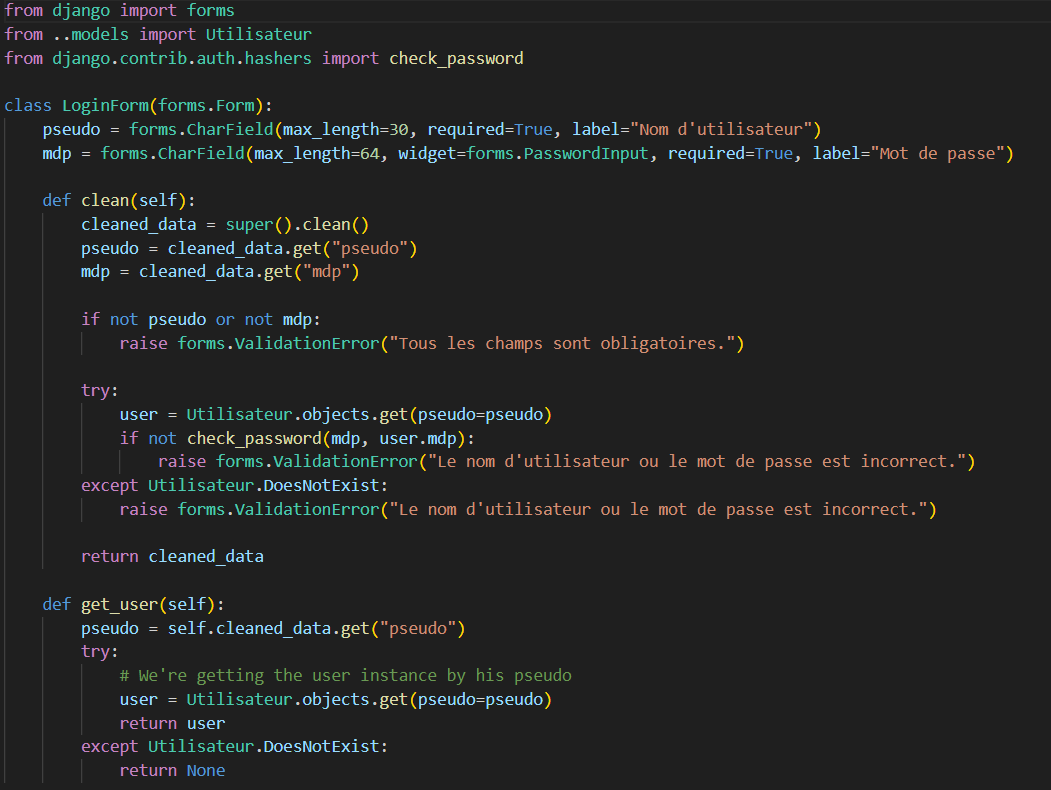 from django import forms
from ..models import Utilisateur
from django.contrib.auth.hashers import check_password
class LoginForm(forms.Form):
    pseudo = forms.CharField(max_length=30, required=True, label="Nom d'utilisateur")
    mdp = forms.CharField(max_length=64, widget=forms.PasswordInput, required=True, label="Mot de passe")
    def clean(self):
        cleaned_data = super().clean()
        pseudo = cleaned_data.get("pseudo")
        mdp = cleaned_data.get("mdp")
        if not pseudo or not mdp:
            raise forms.ValidationError("Tous les champs sont obligatoires.")
        try:
            user = Utilisateur.objects.get(pseudo=pseudo)
            if not check_password(mdp, user.mdp):
                raise forms.ValidationError("Le nom d'utilisateur ou le mot de passe est incorrect.")
        except Utilisateur.DoesNotExist:
            raise forms.ValidationError("Le nom d'utilisateur ou le mot de passe est incorrect.")
        return cleaned_data
    def get_user(self):
        pseudo = self.cleaned_data.get("pseudo")
        try:
            # We're getting the user instance by his pseudo
            user = Utilisateur.objects.get(pseudo=pseudo)
            return user
        except Utilisateur.DoesNotExist:
            return None